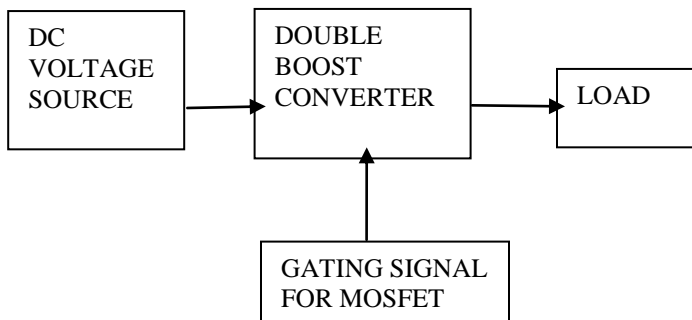 DC
VOLTAGE
SOURCE
DOUBLE
BOOST
CONVERTER
LOAD
GATING SIGNAL
FOR MOSFET